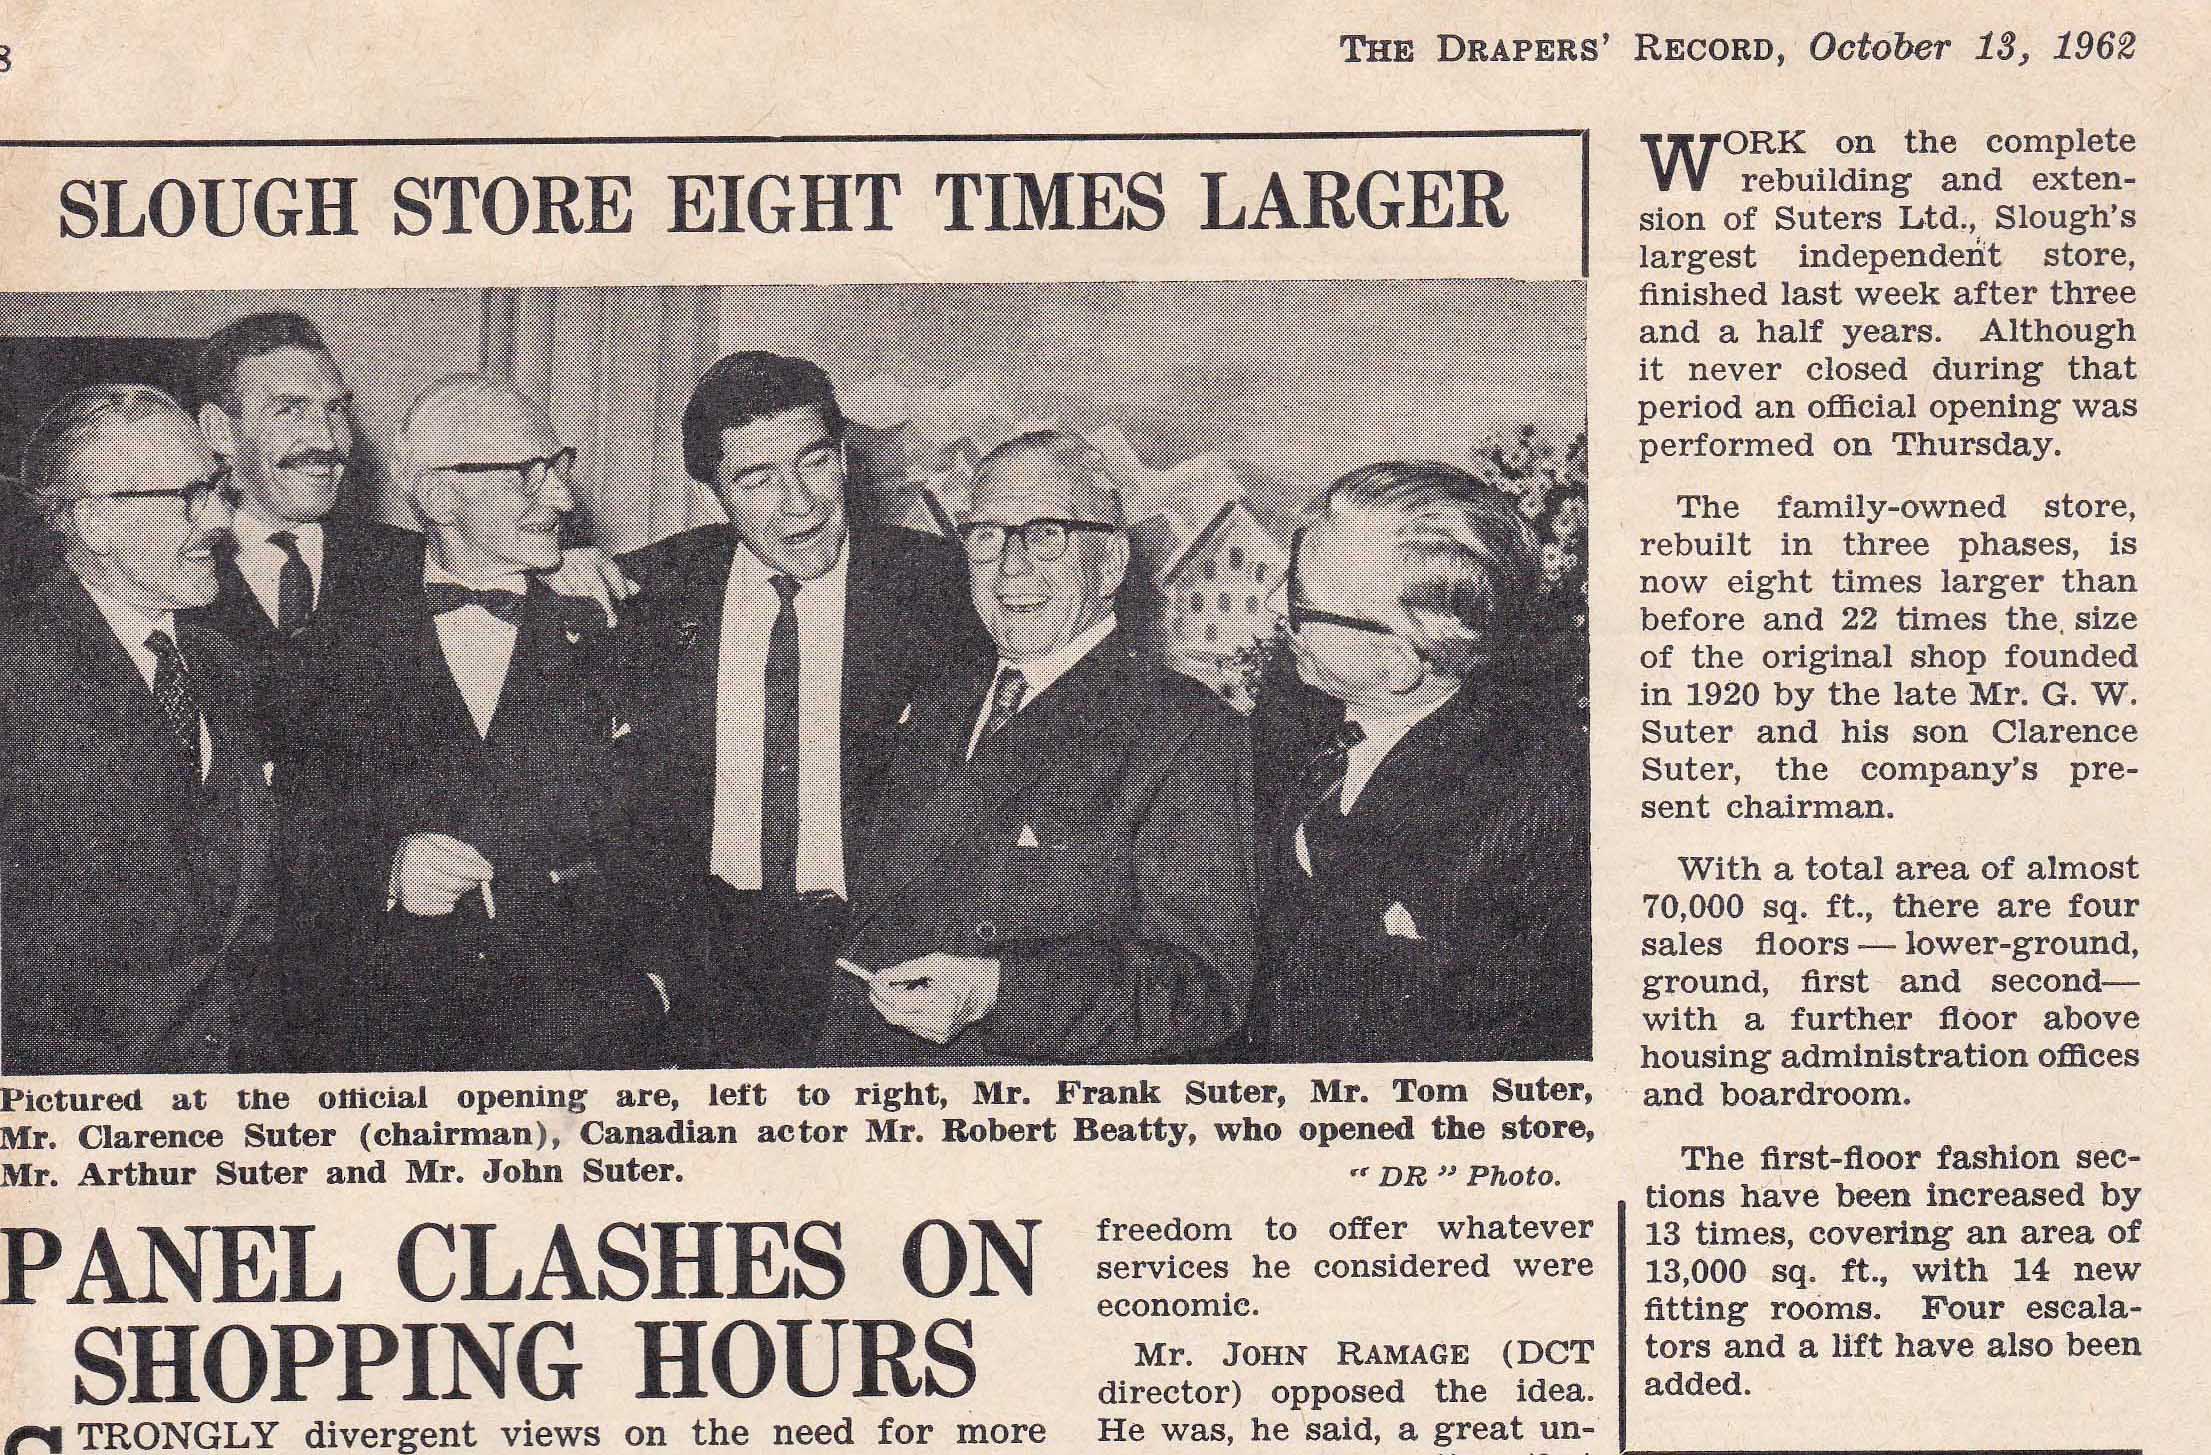 8
THE DRAPERS' RECORD, October 13, 1962
SLOUGH STORE EIGHT TIMES LARGER
Pictured at the official opening are, left to right, Mr. Frank Suter, Mr. Tom Suter,
Mr. Clarence Suter (chairman), Canadian actor Mr. Robert Beatty, who opened the store,
Mr. Arthur Suter and Mr. John Suter.
“ DR ” Photo.
WORK on the complete
rebuilding and exten-
sion of Suters Ltd., Slough's
largest independent store,
finished last week after three
and a half years. Although
it never closed during that
period an official opening was
performed on Thursday.
The family-owned store,
rebuilt in three phases, is
now eight times larger than
before and 22 times the size
of the original shop founded
in 1920 by the late Mr. G. W.
Suter and his son Clarence
Suter, the company's pre-
sent chairman.
With a total area of almost
70,000 sq. ft., there are four
sales floors — lower-ground,
ground, first and second—
with a further floor above
housing administration offices
and boardroom.
The first-floor fashion sec-
tions have been increased by
13 times, covering an area of
13,000 sq. ft., with 14 new
fitting rooms. Four escala-
tors and a lift have also been
added.
PANEL CLASHES ON
SHOPPING HOURS
STRONGLY divergent views on the need for more
freedom to offer whatever
services he considered were
economic.
Mr. JOHN RAMAGE (DCT
director) opposed the idea.
He was, he said, a great un-